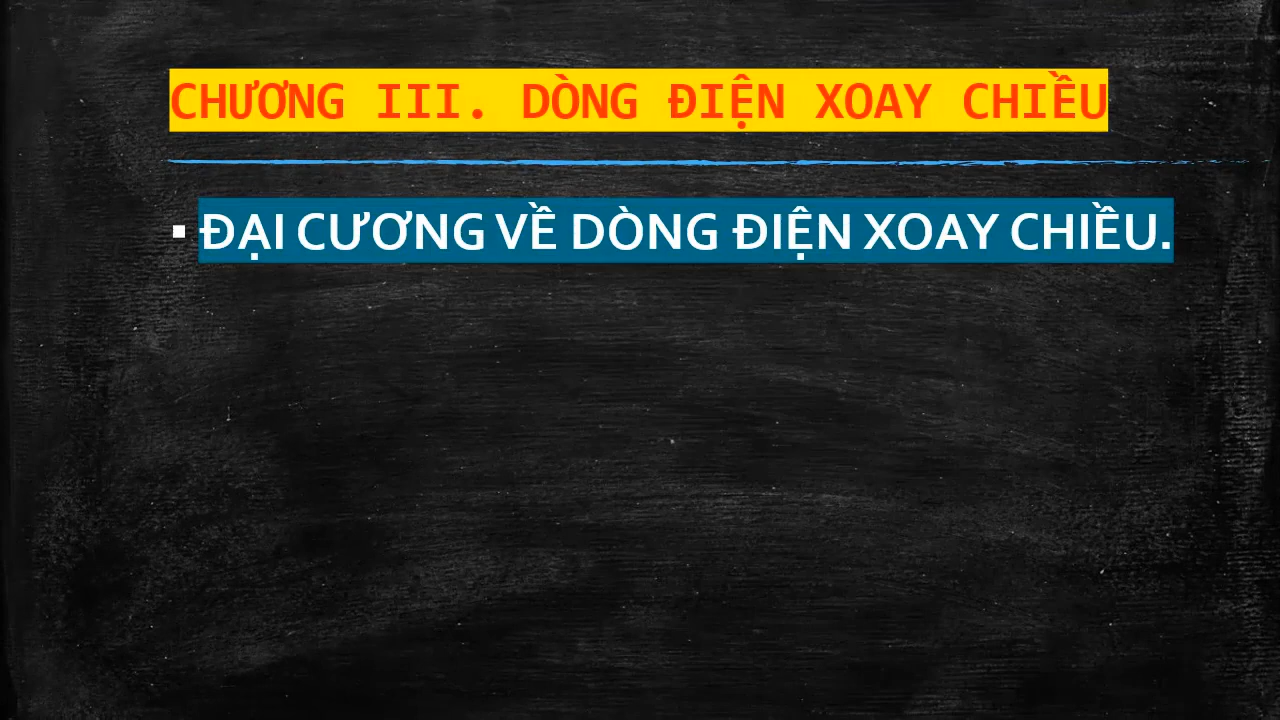 CHƯƠNG III. DÒNG ĐIỆN XOAY CHIỀU
▪ ĐẠI CƯƠNG VỀ DÒNG ĐIỆN XOAY CHIỀU.